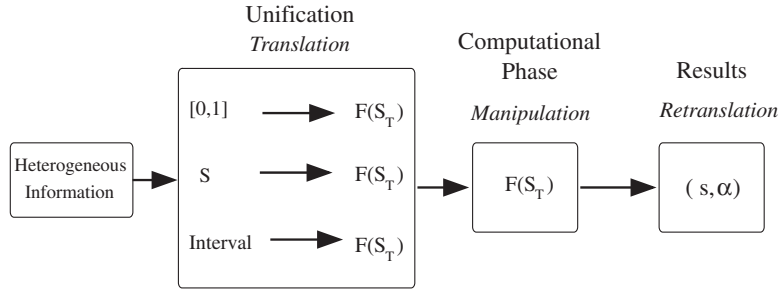 Unification
Translation
Computational
Phase
Manipulation
Results
Retranslation
Heterogeneous
Information
[0,1] F(S_T)
S F(S_T)
Interval F(S_T)
F(S_T)
( s,α)